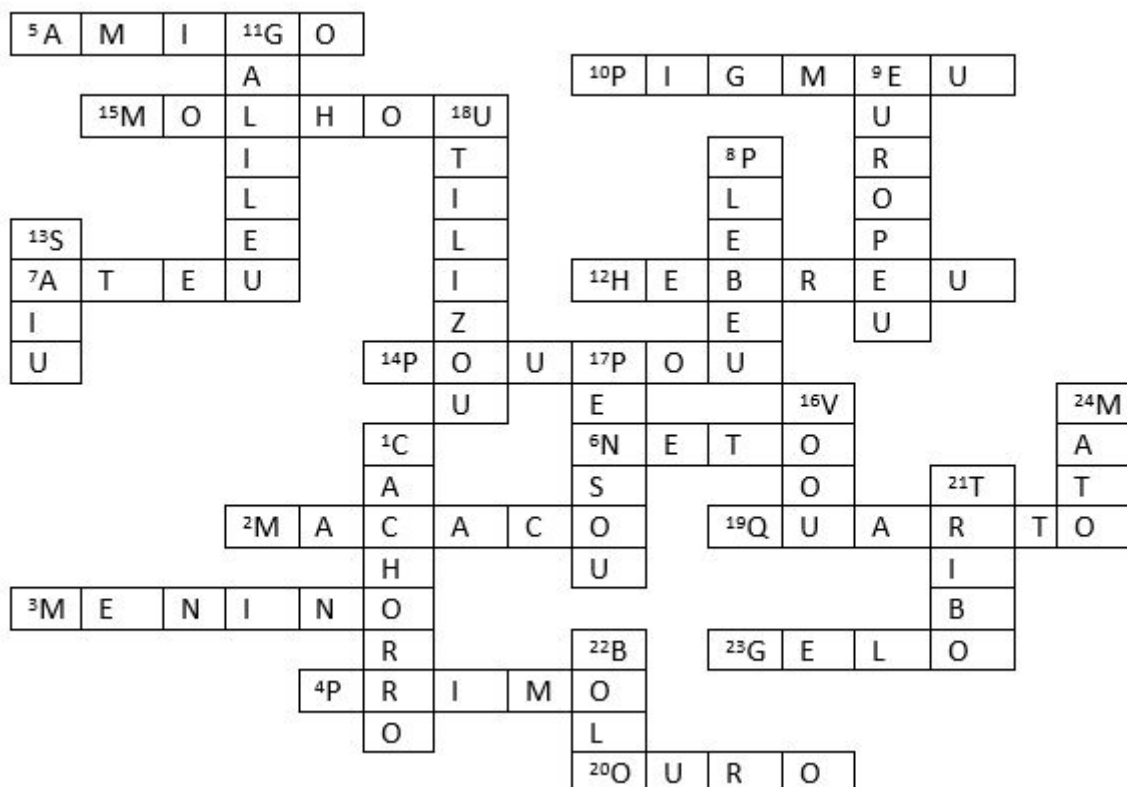 ⁵A M I ¹¹G O
A ¹⁰P I G M ⁹E U
¹⁵M O L H O ¹⁸U U
I T ⁸P R
L I L O
¹³S E L E P
⁷A T E U I ¹²H E B R E U
I Z E U
U ¹⁴P O U ¹⁷P O U
U E ¹⁶V ²⁴M
¹C ⁶N E T O A
A S O ²¹T T
²M A C A C O ¹⁹Q U A R T O
H U I
³M E N I N O B
R ²²B ²³G E L O
⁴P R I M O
O L
²⁰O U R O